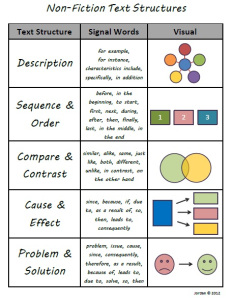 Non-Fiction Text Structures
Text Structure
Signal Words
Visual
Description
for example,
for instance,
characteristics include,
specifically, in addition
Sequence &
Order
before, in the
beginning, to start,
first, next, during,
after, then, finally,
last, in the middle, in
the end
1 2 3
Compare &
Contrast
similar, alike, same, just
like, both, different,
unlike, in contrast, on
the other hand
Cause &
Effect
since, because, if, due
to, as a result of, so,
then, leads to,
consequently
Problem &
Solution
problem, issue, cause,
since, consequently,
therefore, as a result,
because of, leads to,
due to, solve, so, then